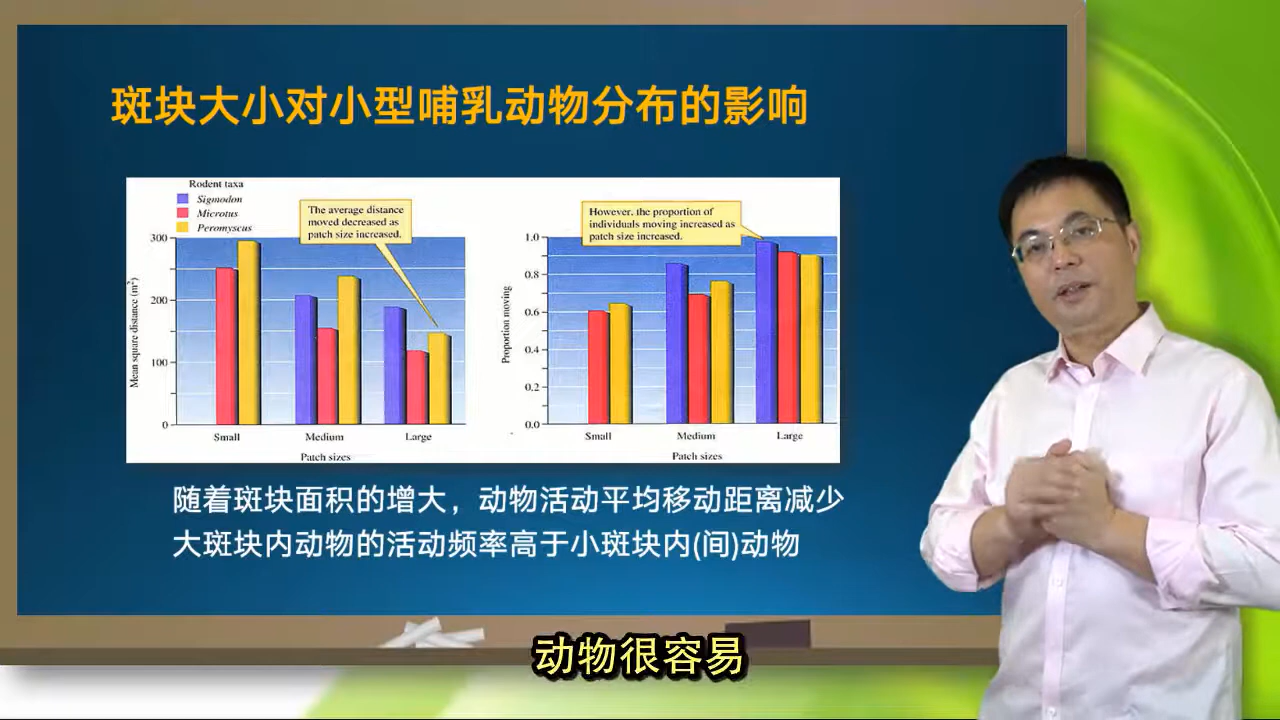 斑块大小对小型哺乳动物分布的影响
Rodent taxa
Sigmodon
Microtus
Peromyscus
The average distance
moved decreased as
patch size increased.
300
200
100
0
Mean square distance (m²)
Small
Medium
Large
Patch sizes
However, the proportion of
individuals moving increased as
patch size increased.
1.0
0.8
0.6
0.4
0.2
0.0
Proportion moving
Small
Medium
Large
Patch sizes
随着斑块面积的增大，动物活动平均移动距离减少
大斑块内动物的活动频率高于小斑块内(间)动物
动物很容易